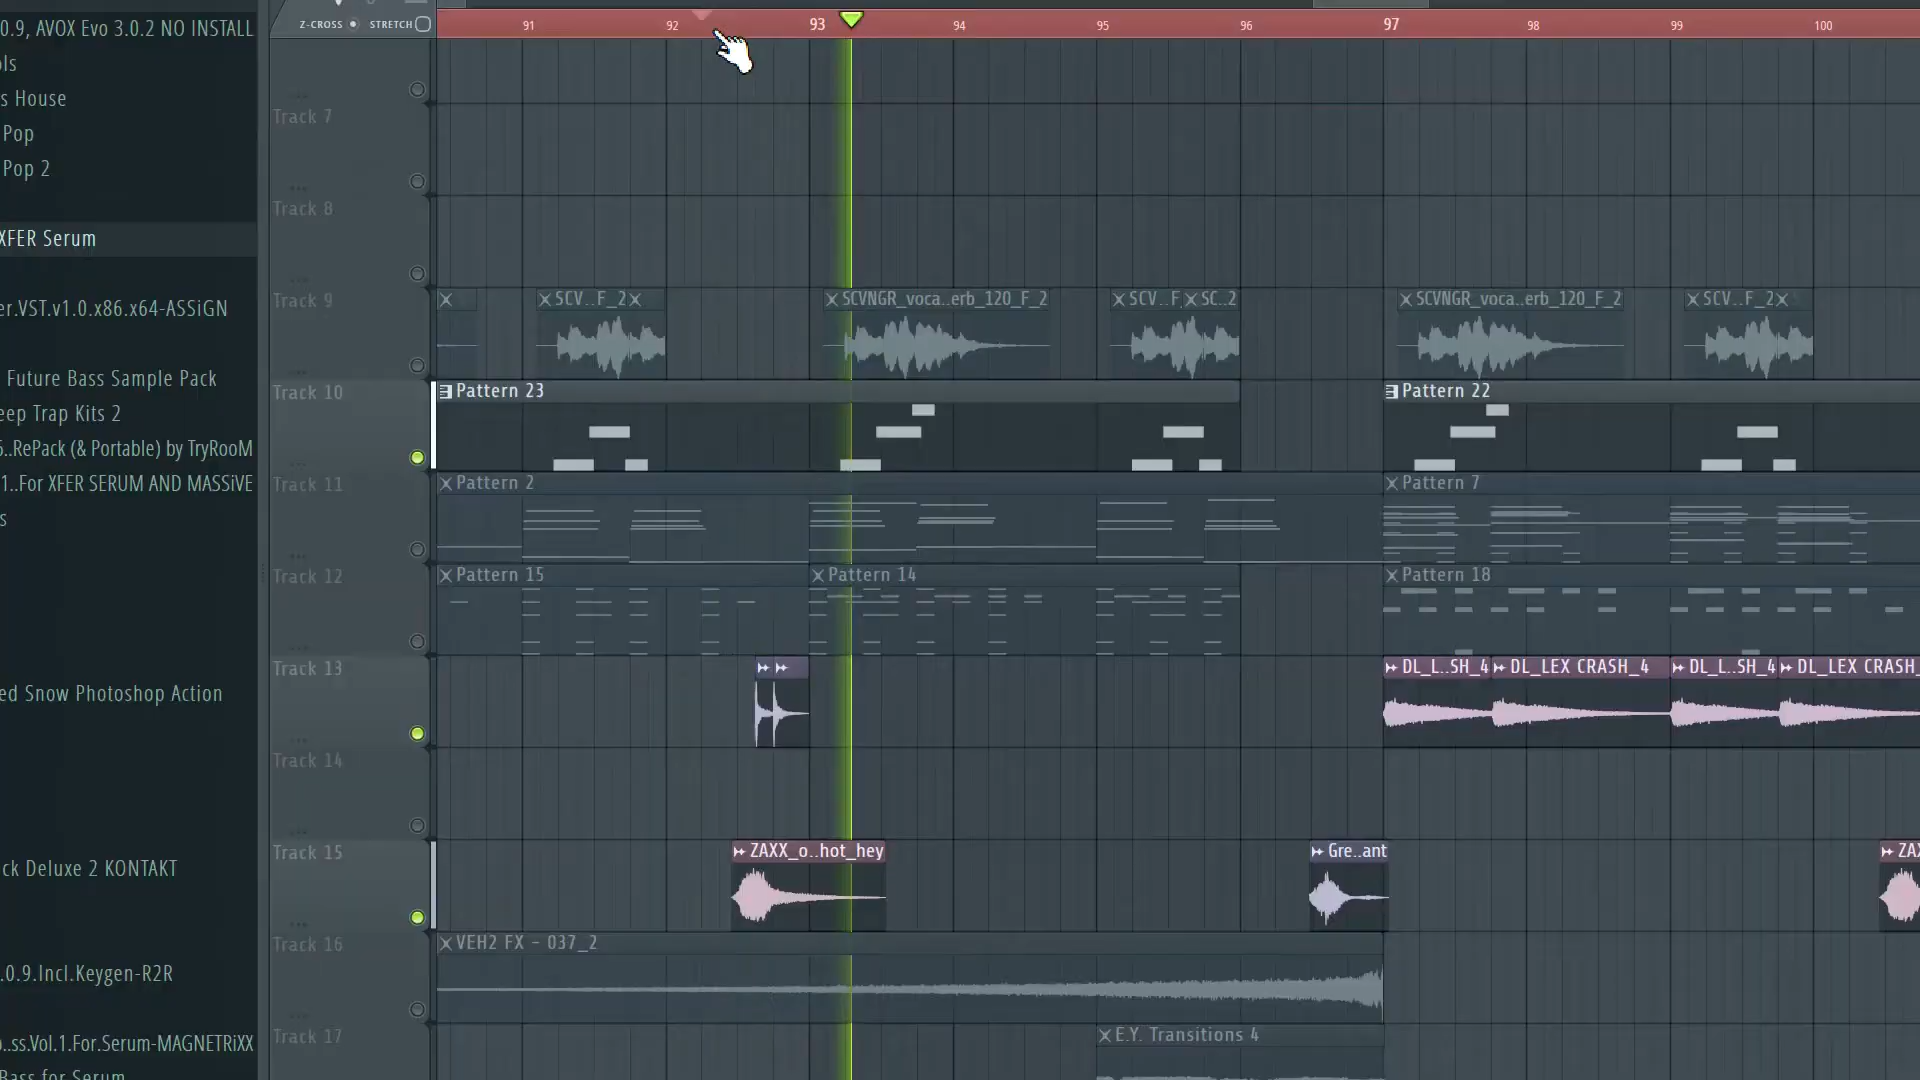 Z-CROSS STRETCH 91 92 93 94 95 96 97 98 99 100
0.9, AVOX Evo 3.0.2 NO INSTALL
ols
s House
Pop
Pop 2
XFER Serum
er.VST.v1.0.x86.x64-ASSiGN
Future Bass Sample Pack
eep Trap Kits 2
..RePack (& Portable) by TryRooM
1..For XFER SERUM AND MASSiVE
s
ed Snow Photoshop Action
ck Deluxe 2 KONTAKT
.0.9.Incl.Keygen-R2R
o..ss.Vol.1.For.Serum-MAGNETRiXX
Bass for Serum
Track 7
Track 8
Track 9 SCV..F_2 SCVNGR_voca..erb_120_F_2 SCV..F SC..2 SCVNGR_voca..erb_120_F_2 SCV..F_2
Track 10 Pattern 23 Pattern 22
Track 11 Pattern 2 Pattern 7
Track 12 Pattern 15 Pattern 14 Pattern 18
Track 13 DL_L..SH_4 DL_LEX CRASH_4 DL_L..SH_4 DL_LEX CRASH_
Track 14
Track 15 ZAXX_o..hot_hey Gre..ant ZAX
Track 16 VEH2 FX - 037_2
Track 17 E.Y. Transitions 4